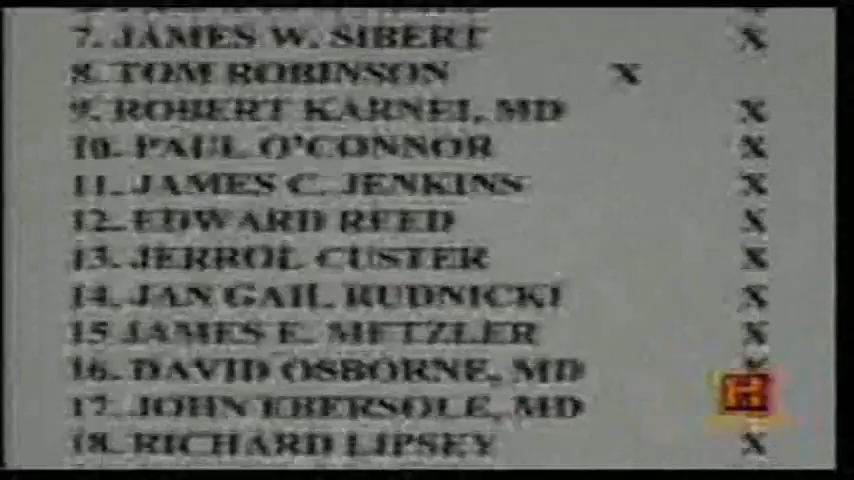 7. JAMES W. SIBERT X
8. TOM ROBINSON X
9. ROBERT KARNEI, MD X
10. PAUL O'CONNOR X
11. JAMES C. JENKINS X
12. EDWARD REED X
13. JERROL CUSTER X
14. JAN GAIL RUDNICKI X
15 JAMES E. METZLER X
16. DAVID OSBORNE, MD X
17. JOHN EBERSOLE, MD
H
18. RICHARD LIPSEY X